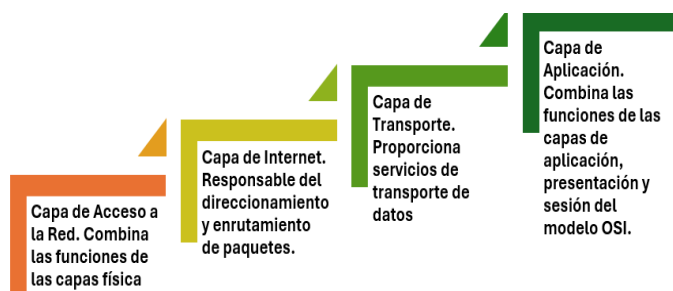 Capa de Acceso a
la Red. Combina
las funciones de
las capas física
Capa de Internet.
Responsable del
direccionamiento
y enrutamiento
de paquetes.
Capa de
Transporte.
Proporciona
servicios de
transporte de
datos
Capa de
Aplicación.
Combina las
funciones de las
capas de
aplicación,
presentación y
sesión del
modelo OSI.